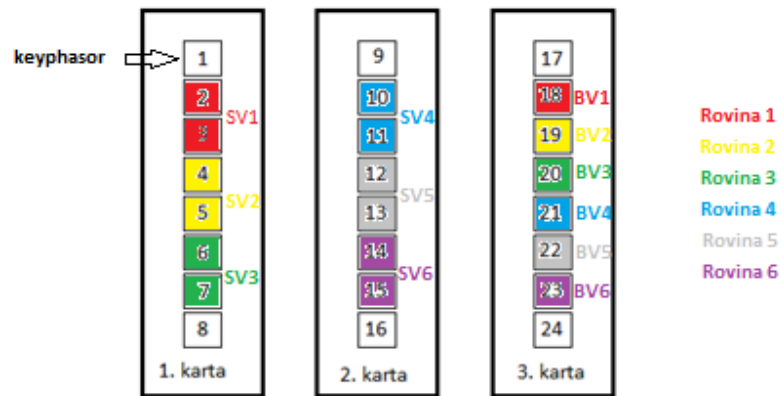 keyphasor
1
2
3
SV1
4
5
SV2
6
7
SV3
8
1. karta
9
10
11
SV4
12
13
SV5
14
15
SV6
16
2. karta
17
18 BV1
19 BV2
20 BV3
21 BV4
22 BV5
23 BV6
24
3. karta
Rovina 1
Rovina 2
Rovina 3
Rovina 4
Rovina 5
Rovina 6